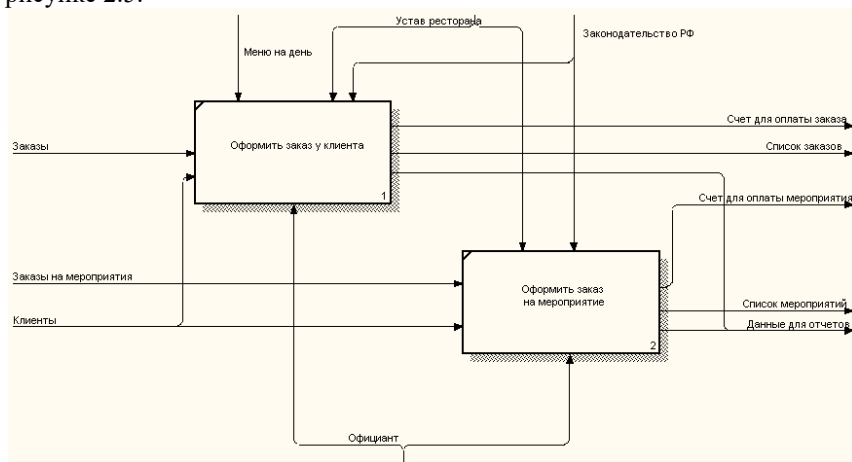 рисунке 2.3.
Устав ресторана
Законодательство РФ
Меню на день
Счет для оплаты заказа
Заказы
Оформить заказ у клиента
Список заказов
1
Счет для оплаты мероприятия
Заказы на мероприятия
Оформить заказ
на мероприятие
Список мероприятий
Клиенты
Данные для отчетов
2
Официант